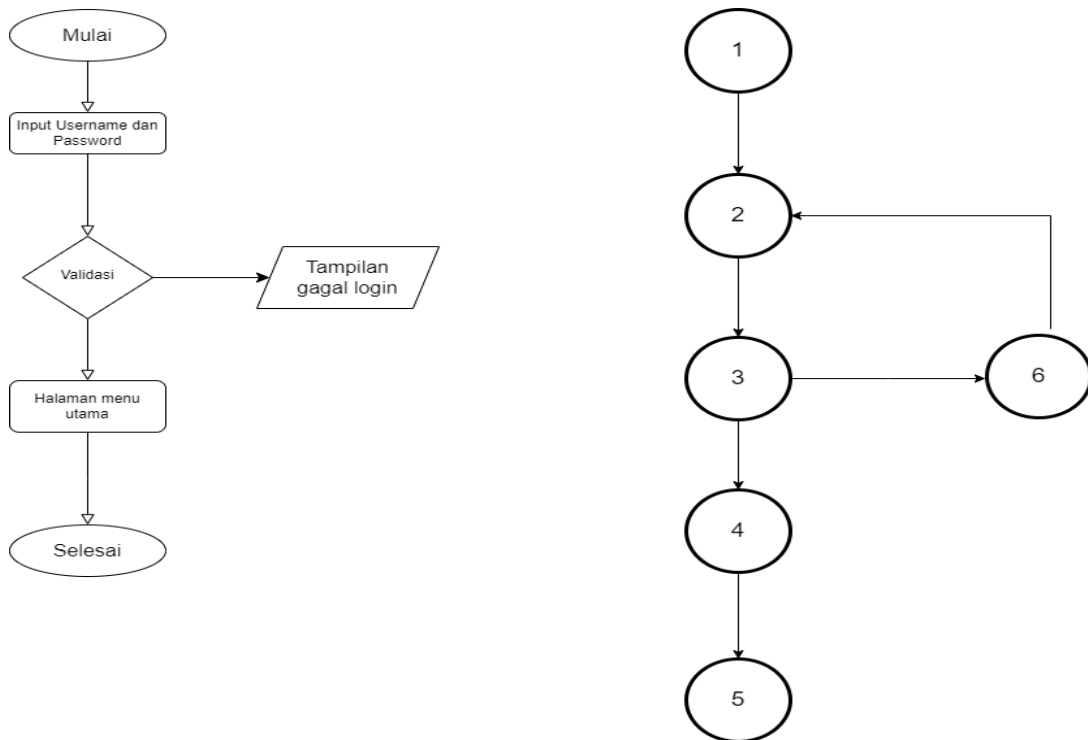 Mulai
Input Username dan
Password
Validasi
Tampilan
gagal login
Halaman menu
utama
Selesai
1
2
3
6
4
5